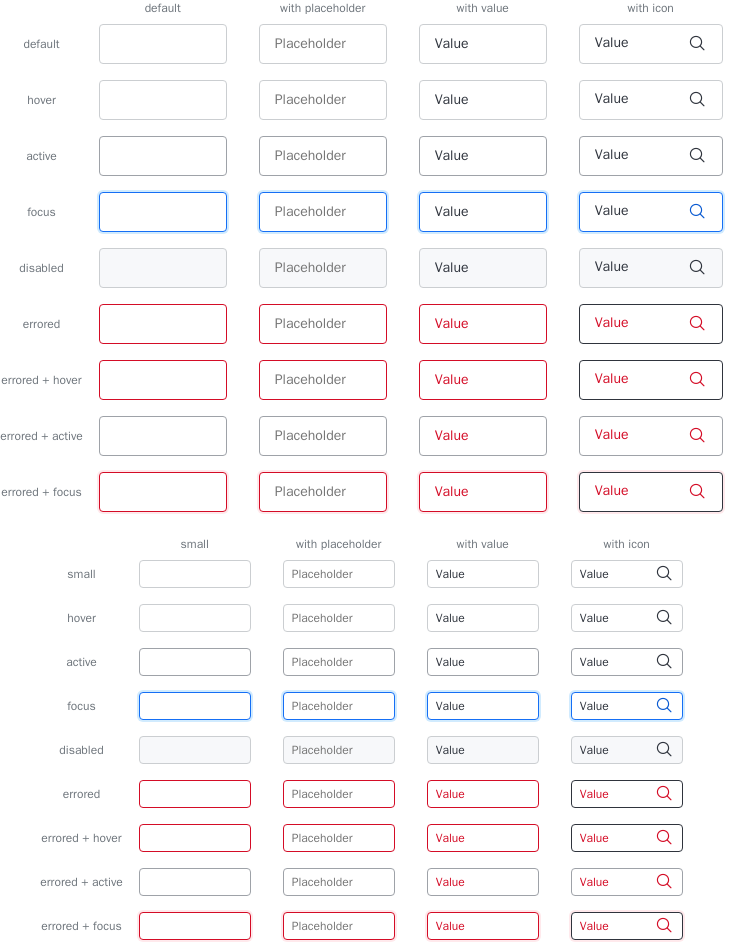 default with placeholder with value with icon
default Placeholder Value Value
hover Placeholder Value Value
active Placeholder Value Value
focus Placeholder Value Value
disabled Placeholder Value Value
errored Placeholder Value Value
errored + hover Placeholder Value Value
errored + active Placeholder Value Value
errored + focus Placeholder Value Value
small with placeholder with value with icon
small Placeholder Value Value
hover Placeholder Value Value
active Placeholder Value Value
focus Placeholder Value Value
disabled Placeholder Value Value
errored Placeholder Value Value
errored + hover Placeholder Value Value
errored + active Placeholder Value Value
errored + focus Placeholder Value Value